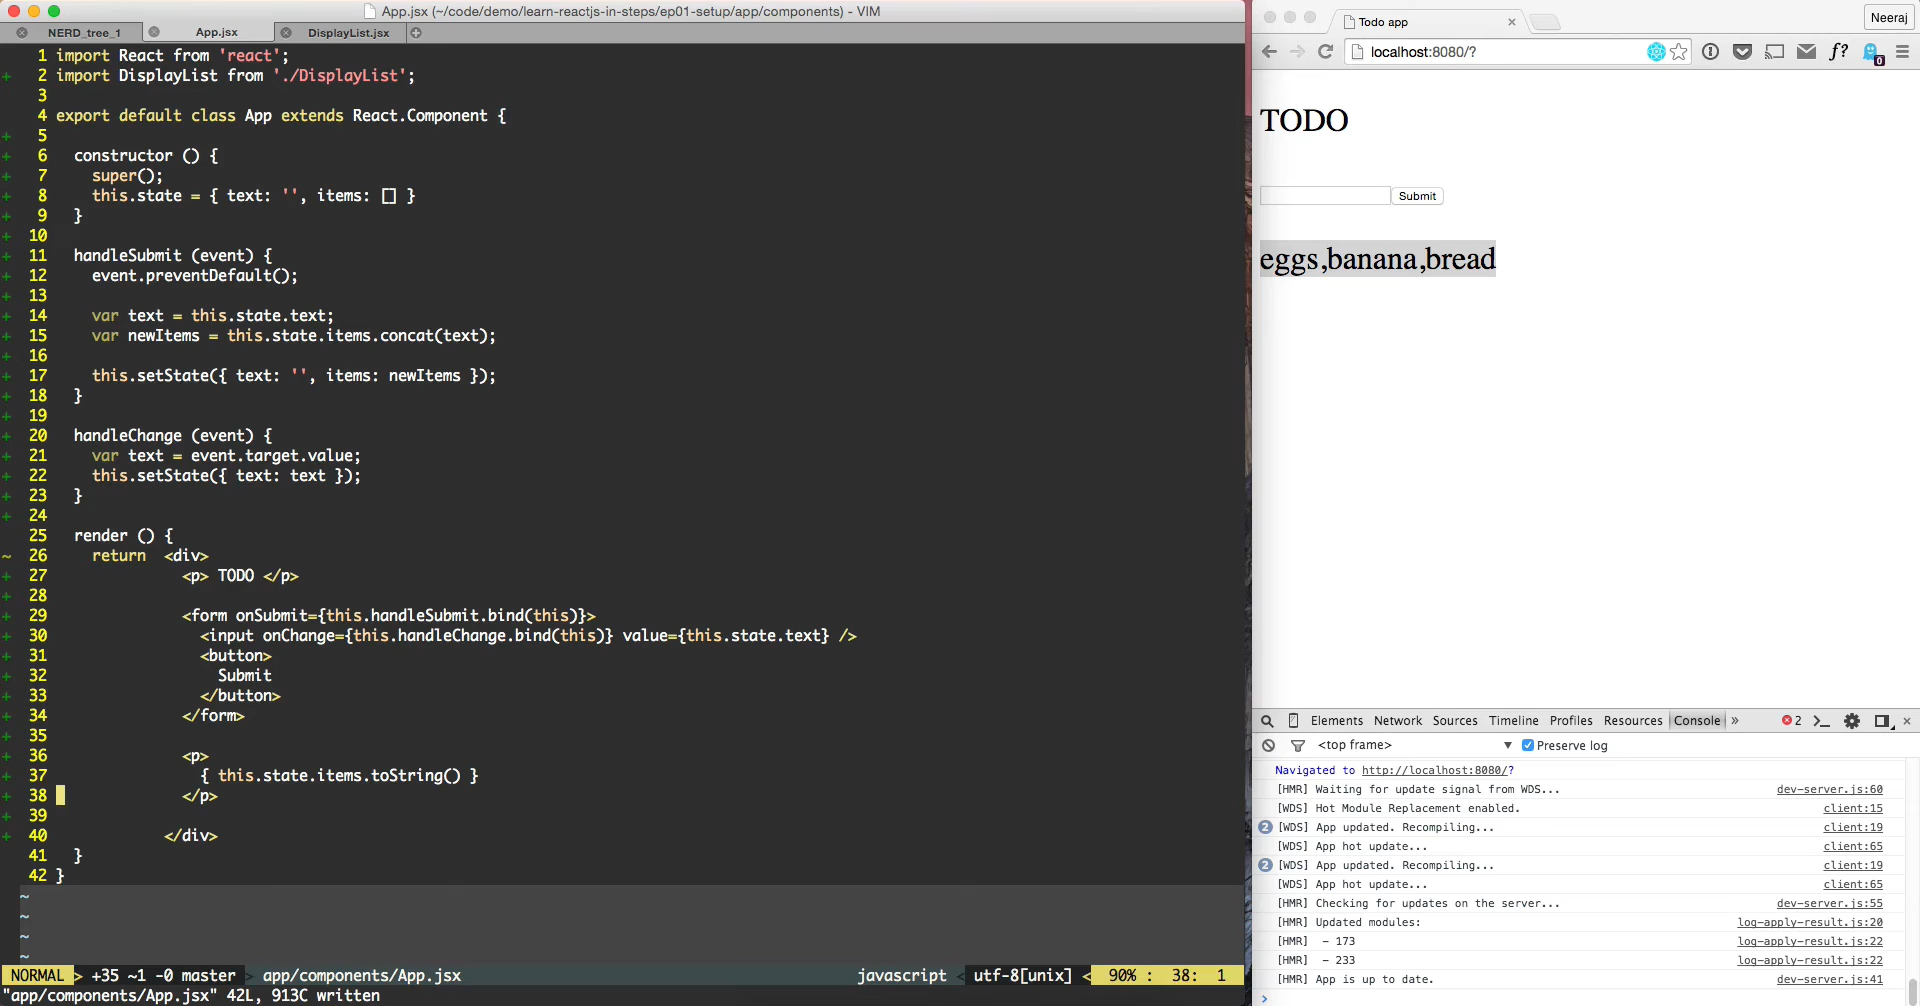 App.jsx (~/code/demo/learn-reactjs-in-steps/ep01-setup/app/components) - VIM
NERD_tree_1 App.jsx DisplayList.jsx
1 import React from 'react';
+ 2 import DisplayList from './DisplayList';
3
4 export default class App extends React.Component {
+ 5
+ 6 constructor () {
+ 7 super();
+ 8 this.state = { text: '', items: [] }
+ 9 }
+ 10
+ 11 handleSubmit (event) {
+ 12 event.preventDefault();
+ 13
+ 14 var text = this.state.text;
+ 15 var newItems = this.state.items.concat(text);
+ 16
+ 17 this.setState({ text: '', items: newItems });
+ 18 }
+ 19
+ 20 handleChange (event) {
+ 21 var text = event.target.value;
+ 22 this.setState({ text: text });
+ 23 }
+ 24
25 render () {
~ 26 return <div>
+ 27 <p> TODO </p>
+ 28
+ 29 <form onSubmit={this.handleSubmit.bind(this)}>
+ 30 <input onChange={this.handleChange.bind(this)} value={this.state.text} />
+ 31 <button>
+ 32 Submit
+ 33 </button>
+ 34 </form>
+ 35
+ 36 <p>
+ 37 { this.state.items.toString() }
+ 38 </p>
+ 39
+ 40 </div>
41 }
42 }
~
~
~
~
NORMAL > +35 ~1 -0 master > app/components/App.jsx javascript < utf-8[unix] < 90% : 38: 1
"app/components/App.jsx" 42L, 913C written
Todo app
Neeraj
localhost:8080/?
f?
0
TODO
Submit
eggs,banana,bread
Elements Network Sources Timeline Profiles Resources Console » 2
<top frame> Preserve log
Navigated to http://localhost:8080/?
[HMR] Waiting for update signal from WDS... dev-server.js:60
[WDS] Hot Module Replacement enabled. client:15
2 [WDS] App updated. Recompiling... client:19
[WDS] App hot update... client:65
2 [WDS] App updated. Recompiling... client:19
[WDS] App hot update... client:65
[HMR] Checking for updates on the server... dev-server.js:55
[HMR] Updated modules: log-apply-result.js:20
[HMR] - 173 log-apply-result.js:22
[HMR] - 233 log-apply-result.js:22
[HMR] App is up to date. dev-server.js:41
>